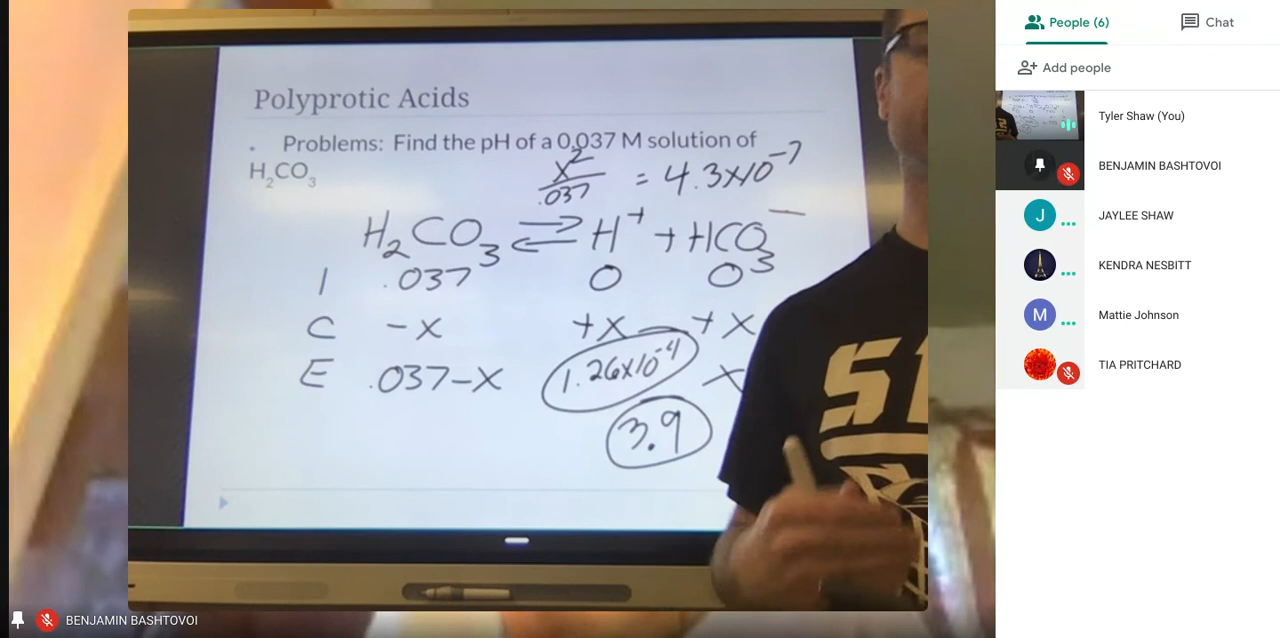 Polyprotic Acids
. Problems: Find the pH of a 0.037 M solution of
H₂CO₃
x²/.037 = 4.3x10⁻⁷
H₂CO₃ ⇌ H⁺ + HCO₃⁻
I .037 0 0
C -x +x +x
E .037-x 1.26x10⁻⁴ x
3.9
BENJAMIN BASHTOVOI
People (6)
Chat
Add people
Tyler Shaw (You)
BENJAMIN BASHTOVOI
J JAYLEE SHAW
KENDRA NESBITT
M Mattie Johnson
TIA PRITCHARD